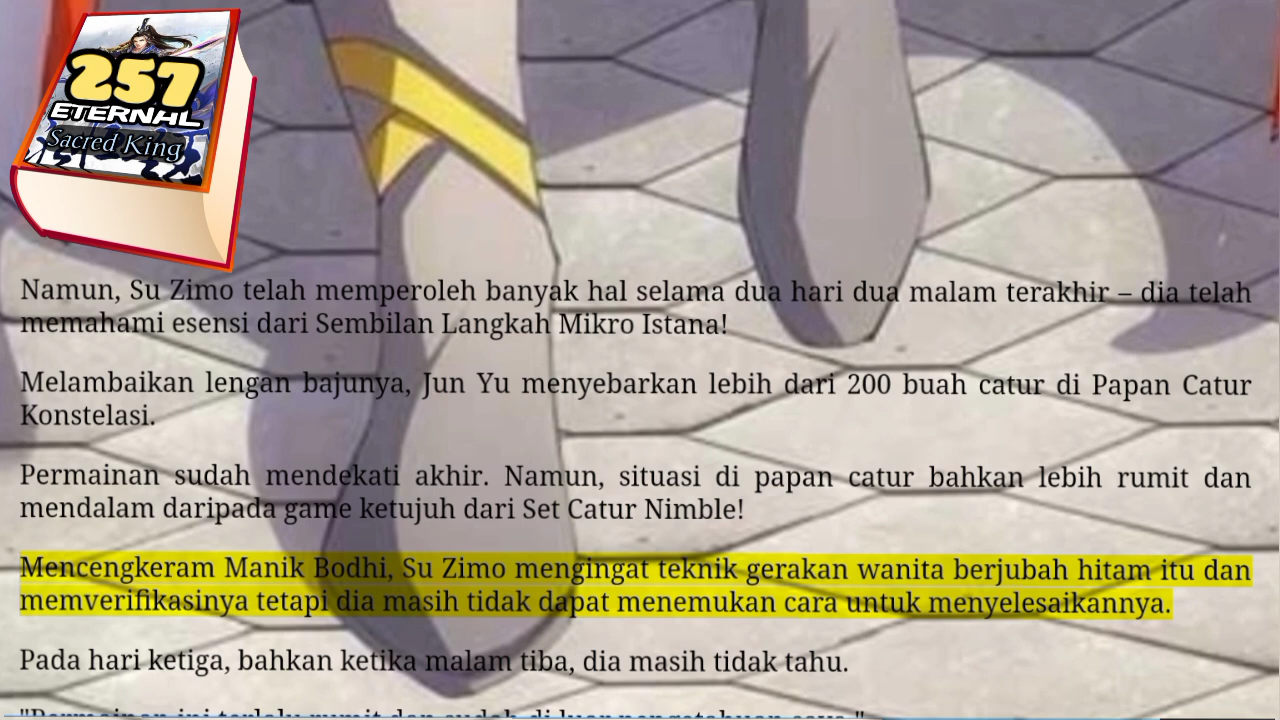 257
ETERNAL
Sacred King
Namun, Su Zimo telah memperoleh banyak hal selama dua hari dua malam terakhir – dia telah
memahami esensi dari Sembilan Langkah Mikro Istana!
Melambaikan lengan bajunya, Jun Yu menyebarkan lebih dari 200 buah catur di Papan Catur
Konstelasi.
Permainan sudah mendekati akhir. Namun, situasi di papan catur bahkan lebih rumit dan
mendalam daripada game ketujuh dari Set Catur Nimble!
Mencengkeram Manik Bodhi, Su Zimo mengingat teknik gerakan wanita berjubah hitam itu dan
memverifikasinya tetapi dia masih tidak dapat menemukan cara untuk menyelesaikannya.
Pada hari ketiga, bahkan ketika malam tiba, dia masih tidak tahu.